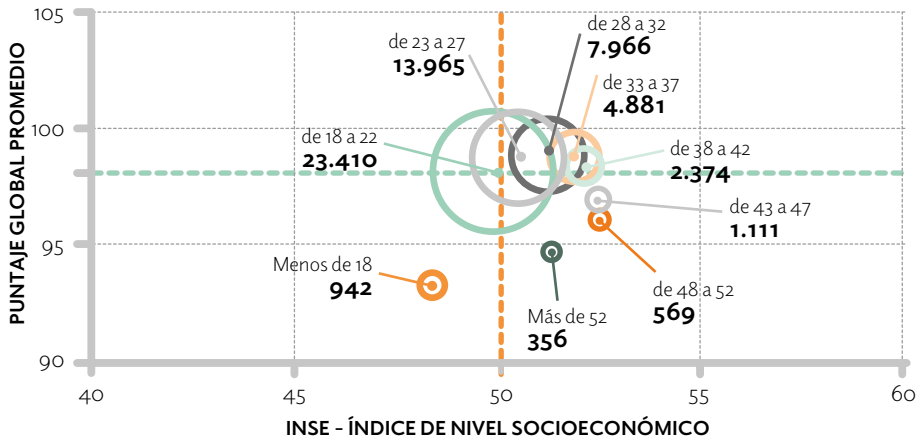 PUNTAJE GLOBAL PROMEDIO
105
100
95
90
de 23 a 27
13.965
de 28 a 32
7.966
de 33 a 37
4.881
de 18 a 22
23.410
de 38 a 42
2.374
de 43 a 47
1.111
Menos de 18
942
Más de 52
356
de 48 a 52
569
40
45
50
55
60
INSE - ÍNDICE DE NIVEL SOCIOECONÓMICO